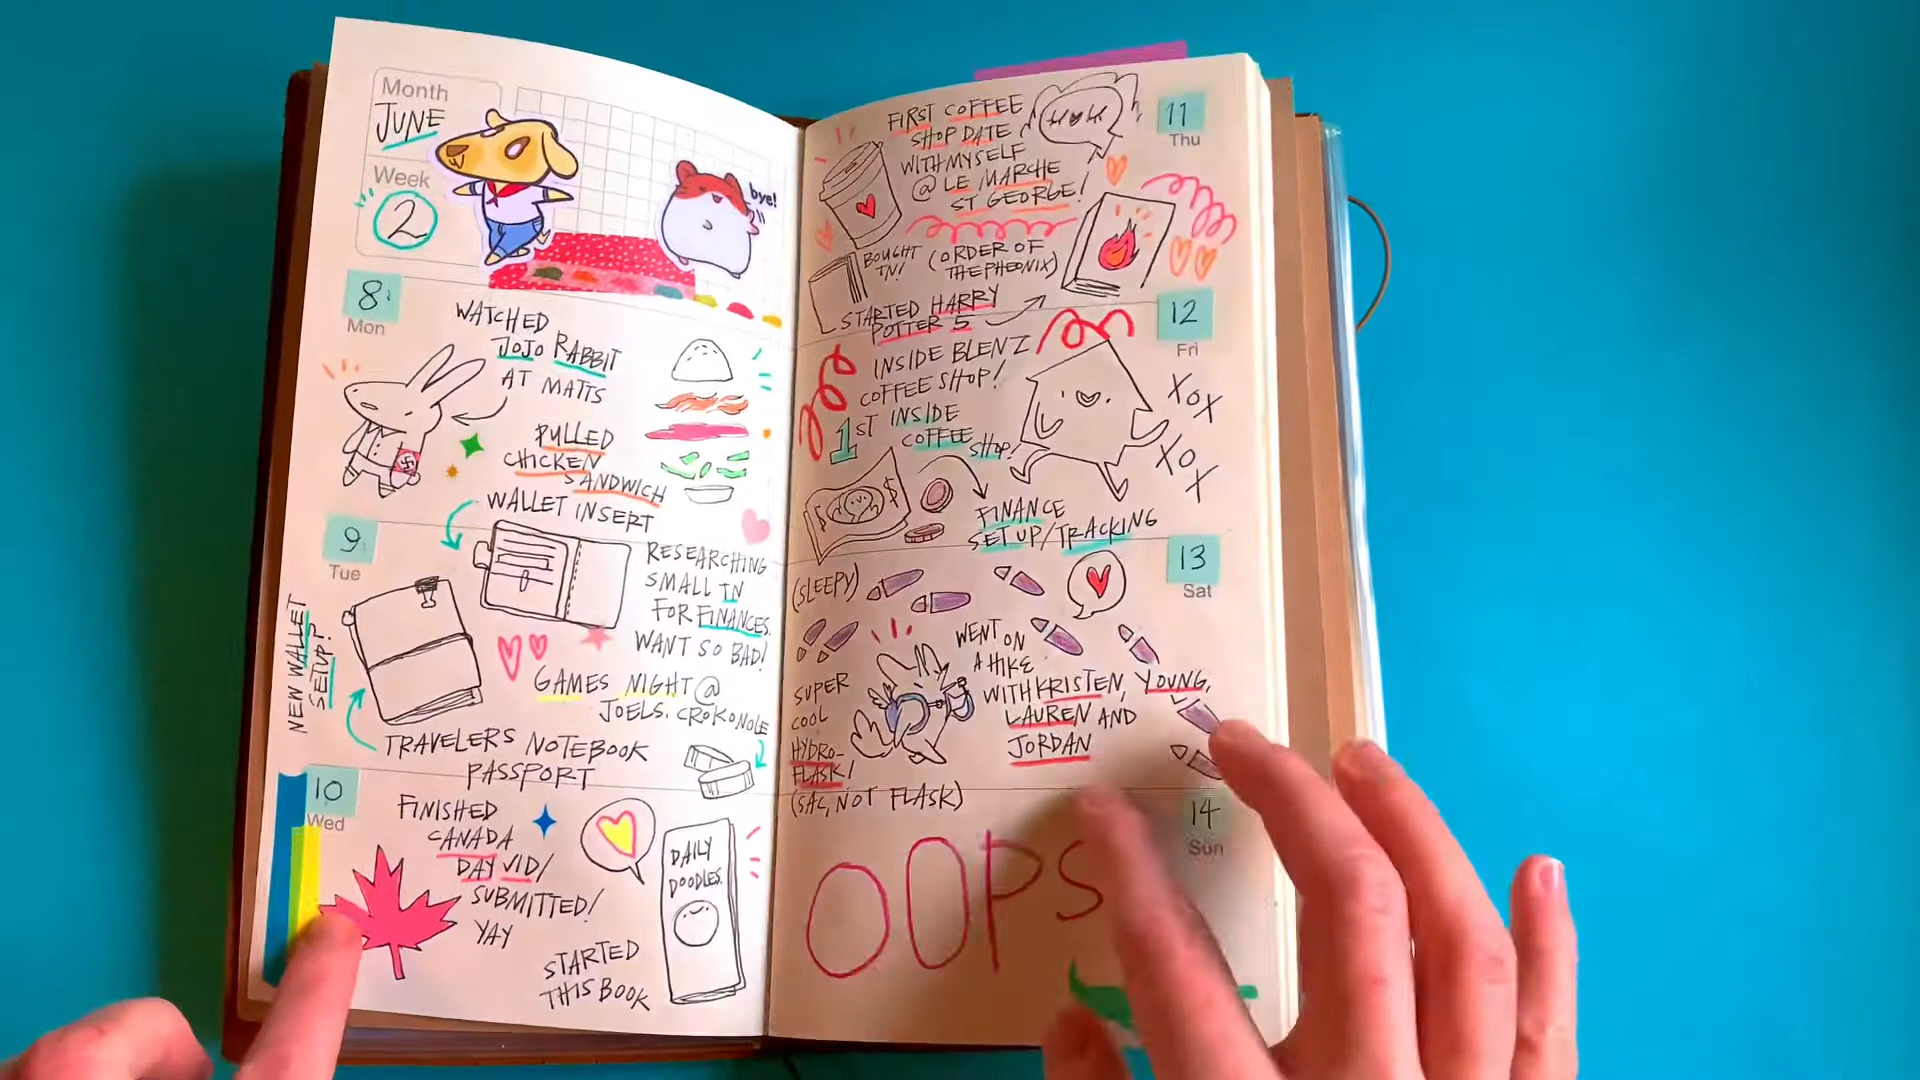 Month
JUNE
Week
2
bye!
8
Mon
WATCHED
JOJO RABBIT
AT MATTS
PULLED
CHICKEN
SANDWICH
WALLET INSERT
9
Tue
NEW WALLET
SETUP?
RESEARCHING
SMALL TN
FOR FINANCES.
WANT SO BAD!
GAMES NIGHT @
JOELS. CROKONOLE
TRAVELERS NOTEBOOK
PASSPORT
10
Wed
FINISHED
CANADA
DAY VID/
SUBMITTED/
YAY
DAILY
DOODLES.
STARTED
THIS BOOK
11
Thu
FIRST COFFEE
SHOP DATE
WITH MYSELF
@ LE MARCHE
ST GEORGE!
BOUGHT
TN!
(ORDER OF
THE PHEONIX)
STARTED HARRY
POTTER 5
12
Fri
INSIDE BLENZ
COFFEE SHOP!
1ST INSIDE
COFFEE
SHOP!
XOX
XOX
$ $
FINANCE
SET UP/TRACKING
13
Sat
(SLEEPY)
WENT ON
A HIKE
WITH KRISTEN, YOUNG,
LAUREN AND
JORDAN
SUPER
COOL
HYDRO-
FLASK!
(SAC, NOT FLASK)
14
Sun
OOPS